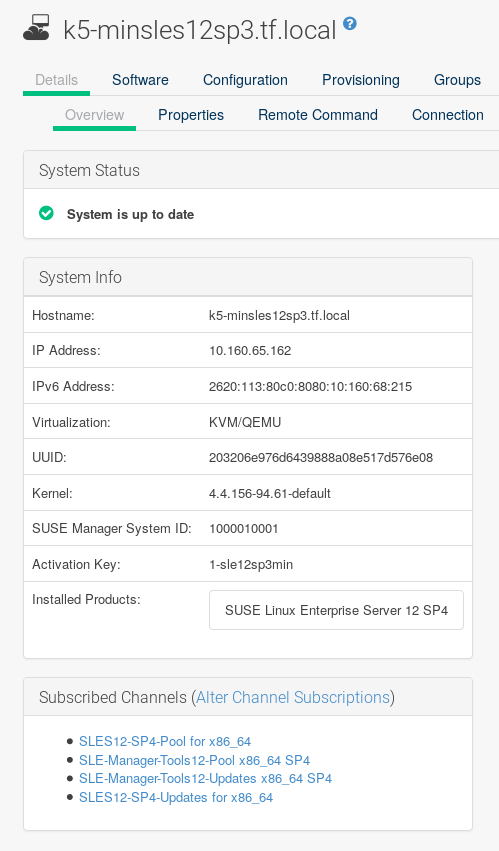 k5-minsles12sp3.tf.local ?
Details Software Configuration Provisioning Groups
Overview Properties Remote Command Connection
System Status
System is up to date
System Info
Hostname: k5-minsles12sp3.tf.local
IP Address: 10.160.65.162
IPv6 Address: 2620:113:80c0:8080:10:160:68:215
Virtualization: KVM/QEMU
UUID: 203206e976d6439888a08e517d576e08
Kernel: 4.4.156-94.61-default
SUSE Manager System ID: 1000010001
Activation Key: 1-sle12sp3min
Installed Products: SUSE Linux Enterprise Server 12 SP4
Subscribed Channels (Alter Channel Subscriptions)
SLES12-SP4-Pool for x86_64
SLE-Manager-Tools12-Pool x86_64 SP4
SLE-Manager-Tools12-Updates x86_64 SP4
SLES12-SP4-Updates for x86_64